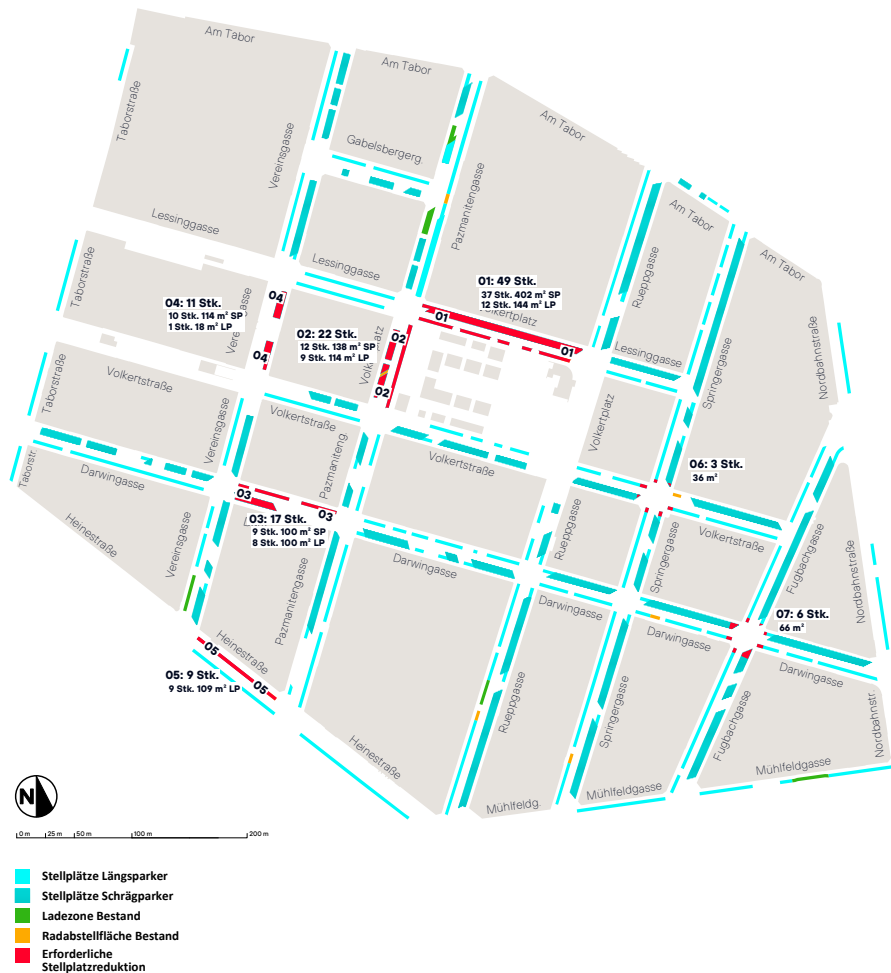 Am Tabor
Am Tabor
Taborstraße
Vereinsgasse
Gabelsbergerg.
Am Tabor
Pazmanitengasse
Am Tabor
Rueppgasse
Lessinggasse
Lessinggasse
Am Tabor
Taborstraße
04: 11 Stk.
10 Stk. 114 m² SP
1 Stk. 18 m² LP
04
04
02: 22 Stk.
12 Stk. 138 m² SP
9 Stk. 114 m² LP
02
02
01: 49 Stk.
37 Stk. 402 m² SP
12 Stk. 144 m² LP
01
01
Lessinggasse
Springergasse
Nordbahnstraße
Taborstraße
Volkertstraße
Vereinsgasse
Volkertstraße
Pazmaniteng.
Volkertstraße
Volkertplatz
06: 3 Stk.
36 m²
Taborstr.
Darwingasse
Heinestraße
Vereinsgasse
03
03
03: 17 Stk.
9 Stk. 100 m² SP
8 Stk. 100 m² LP
Pazmanitengasse
Darwingasse
Rueppgasse
Springergasse
Volkertstraße
Fugbachgasse
Nordbahnstraße
Darwingasse
Darwingasse
07: 6 Stk.
66 m²
Darwingasse
Heinestraße
05
05
05: 9 Stk.
9 Stk. 109 m² LP
Heinestraße
Rueppgasse
Springergasse
Fugbachgasse
Nordbahnstr.
Mühlfeldg.
Mühlfeldgasse
Mühlfeldgasse
N
0 m
25 m
50 m
100 m
200 m
Stellplätze Längsparker
Stellplätze Schrägparker
Ladezone Bestand
Radabstellfläche Bestand
Erforderliche
Stellplatzreduktion